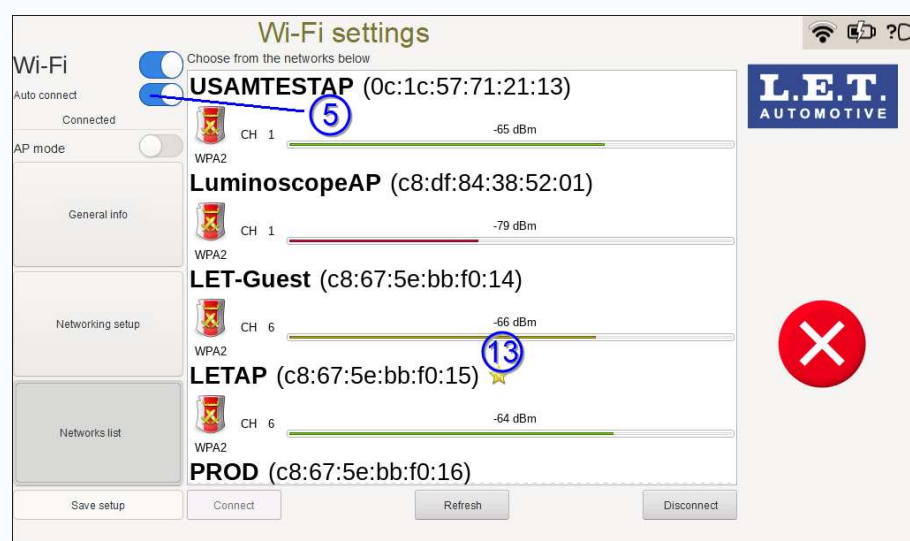 Wi-Fi settings
?
Wi-Fi
Auto connect
Connected
AP mode
General info
Networking setup
Networks list
Save setup
Choose from the networks below
USAMTESTAP (0c:1c:57:71:21:13)
5
CH 1
-65 dBm
WPA2
LuminoscopeAP (c8:df:84:38:52:01)
CH 1
-79 dBm
WPA2
LET-Guest (c8:67:5e:bb:f0:14)
CH 6
-66 dBm
WPA2
13
LETAP (c8:67:5e:bb:f0:15)
CH 6
-64 dBm
WPA2
PROD (c8:67:5e:bb:f0:16)
Connect
Refresh
Disconnect
L.E.T.
AUTOMOTIVE